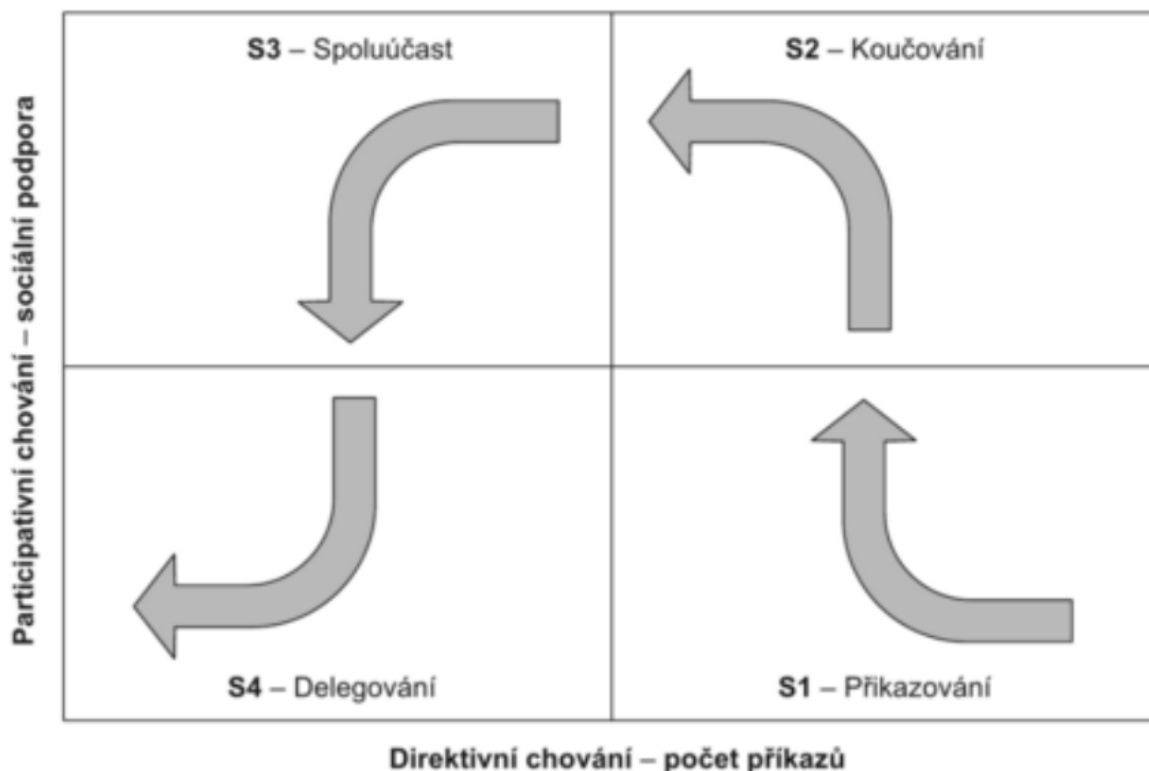 S3 – Spoluúčast
S2 – Koučování
Participativní chování – sociální podpora
S4 – Delegování
S1 – Přikazování
Direktivní chování – počet příkazů